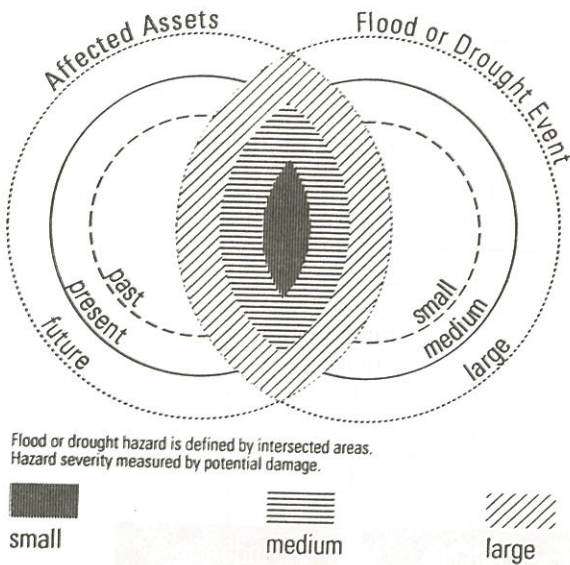 Affected Assets
Flood or Drought Event
past
present
future
small
medium
large
Flood or drought hazard is defined by intersected areas.
Hazard severity measured by potential damage.
small
medium
large